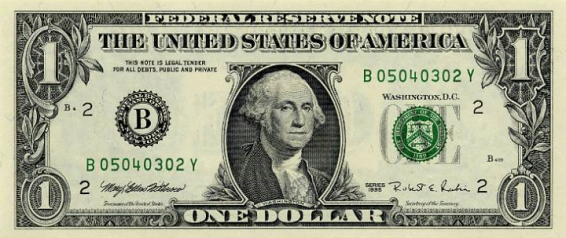 FEDERAL RESERVE NOTE
THE UNITED STATES OF AMERICA
1
1
THIS NOTE IS LEGAL TENDER
FOR ALL DEBTS, PUBLIC AND PRIVATE
B 05040302 Y
WASHINGTON, D.C.
2
2
B
ONE
B 05040302 Y
2
2
SERIES
1995
Robert E. Rubin
Secretary of the Treasury
Mary Ellen Withrow
Treasurer of the United States
WASHINGTON
1
1
ONE DOLLAR